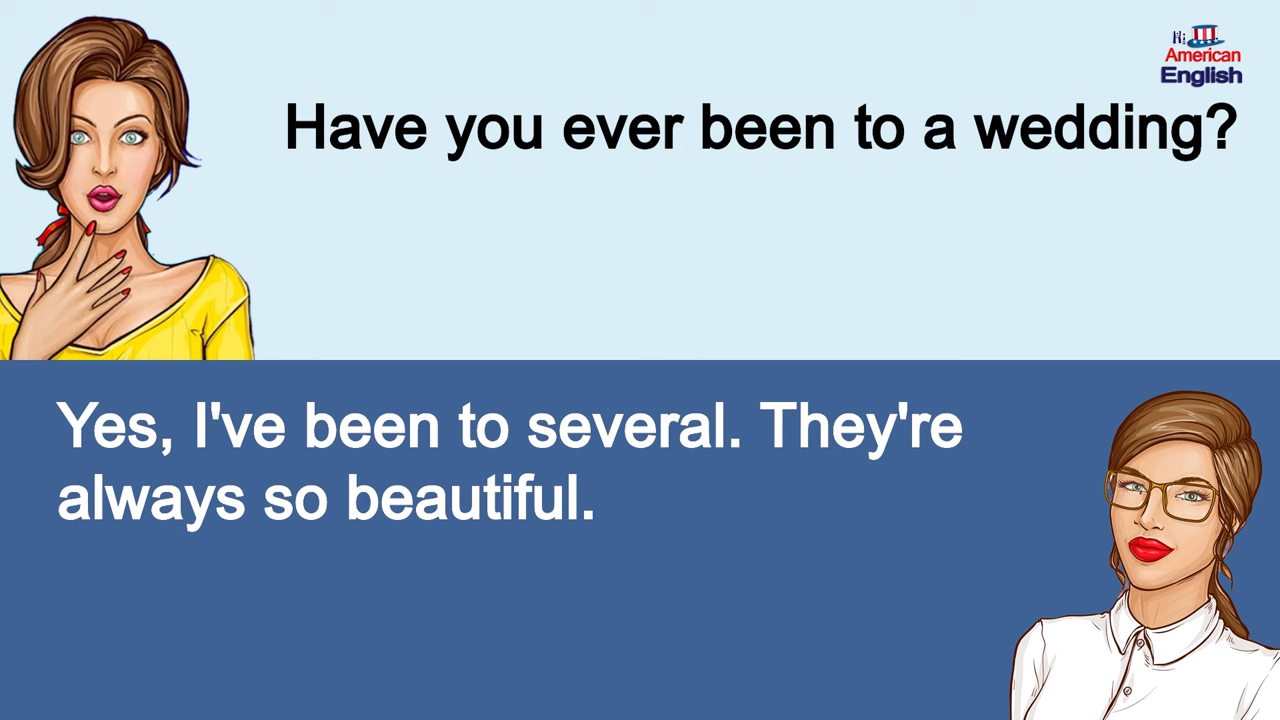 Hi
American
English
Have you ever been to a wedding?
Yes, I've been to several. They're
always so beautiful.